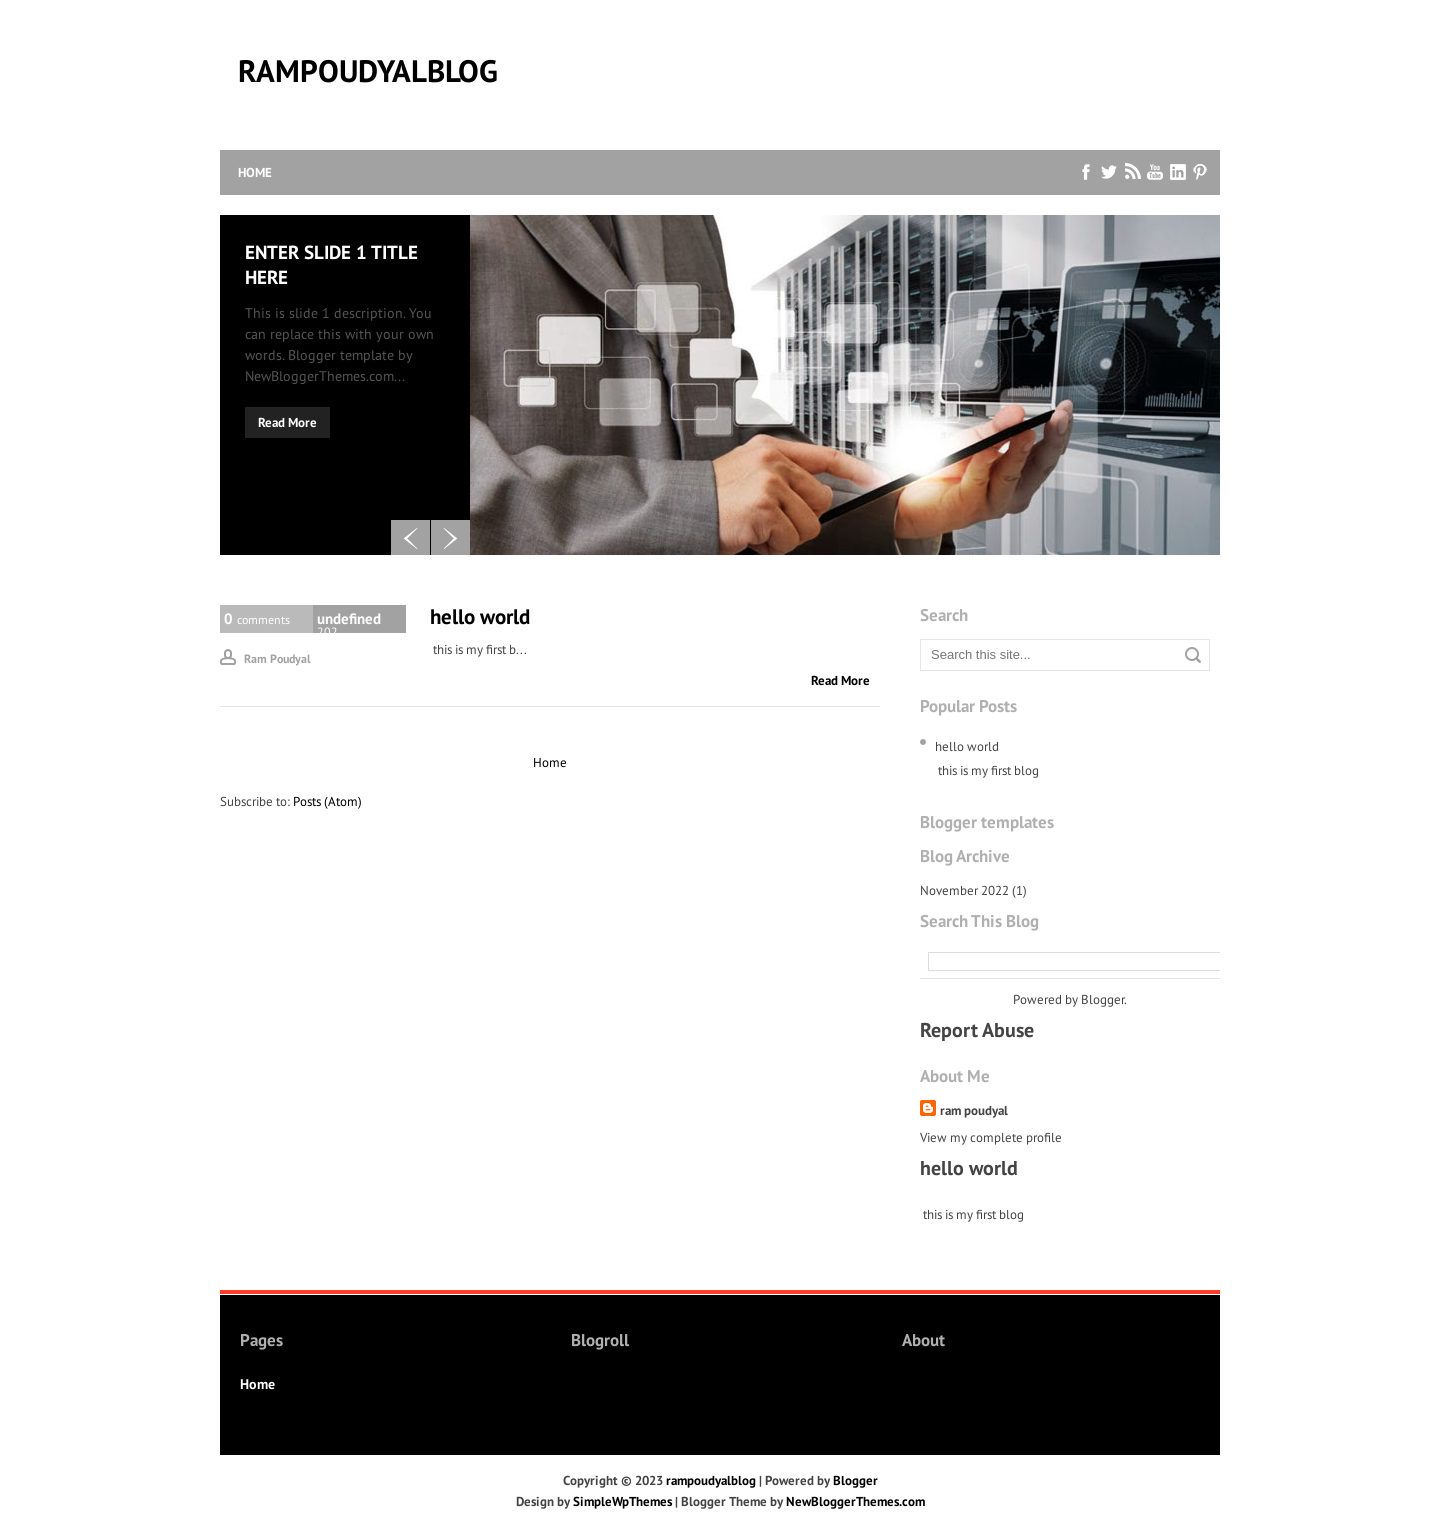 RAMPOUDYALBLOG
HOME
ENTER SLIDE 1 TITLE
HERE
This is slide 1 description. You
can replace this with your own
words. Blogger template by
NewBloggerThemes.com...
Read More
0 comments
undefined
202
Ram Poudyal
hello world
this is my first b...
Read More
Home
Subscribe to: Posts (Atom)
Search
Search this site...
Popular Posts
hello world
this is my first blog
Blogger templates
Blog Archive
November 2022 (1)
Search This Blog
Powered by Blogger.
Report Abuse
About Me
ram poudyal
View my complete profile
hello world
this is my first blog
Pages
Home
Blogroll
About
Copyright © 2023 rampoudyalblog | Powered by Blogger
Design by SimpleWpThemes | Blogger Theme by NewBloggerThemes.com